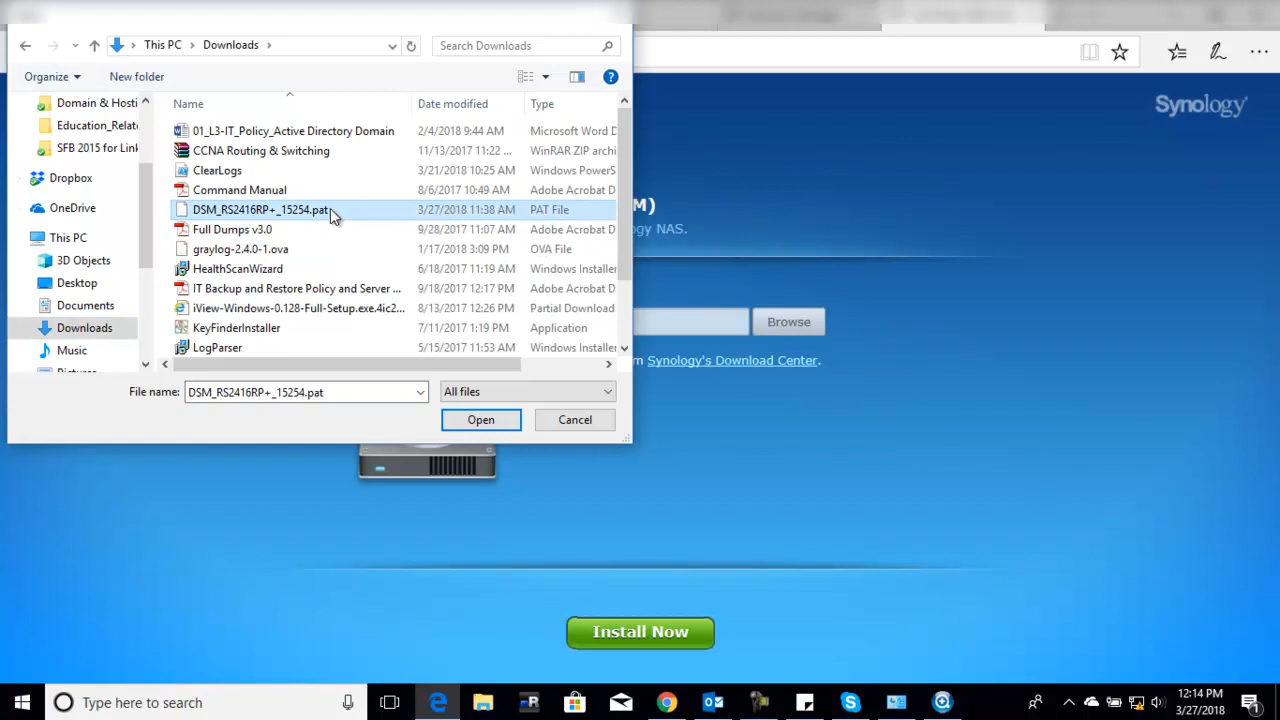 This PC > Downloads >
Search Downloads
Organize
New folder
Synology
Domain & Hosti
Education_Relate
SFB 2015 for Link
Dropbox
OneDrive
This PC
3D Objects
Desktop
Documents
Downloads
Music
Name Date modified Type
01_L3-IT_Policy_Active Directory Domain 2/4/2018 9:44 AM Microsoft Word D
CCNA Routing & Switching 11/13/2017 11:22 ... WinRAR ZIP archi
ClearLogs 3/21/2018 10:25 AM Windows PowerS
Command Manual 8/6/2017 10:49 AM Adobe Acrobat D
DSM_RS2416RP+_15254.pat 3/27/2018 11:38 AM PAT File
Full Dumps v3.0 9/28/2017 11:07 AM Adobe Acrobat D
graylog-2.4.0-1.ova 1/17/2018 3:09 PM OVA File
HealthScanWizard 6/18/2017 11:19 AM Windows Installer
IT Backup and Restore Policy and Server ... 9/18/2017 12:17 PM Adobe Acrobat D
iView-Windows-0.128-Full-Setup.exe.4ic2... 8/13/2017 12:26 PM Partial Download
KeyFinderInstaller 7/11/2017 1:19 PM Application
LogParser 5/15/2017 11:53 AM Windows Installer
File name: DSM_RS2416RP+_15254.pat
All files
Open
Cancel
M)
ogy NAS.
Browse
m Synology's Download Center.
Install Now
Type here to search
12:14 PM
3/27/2018